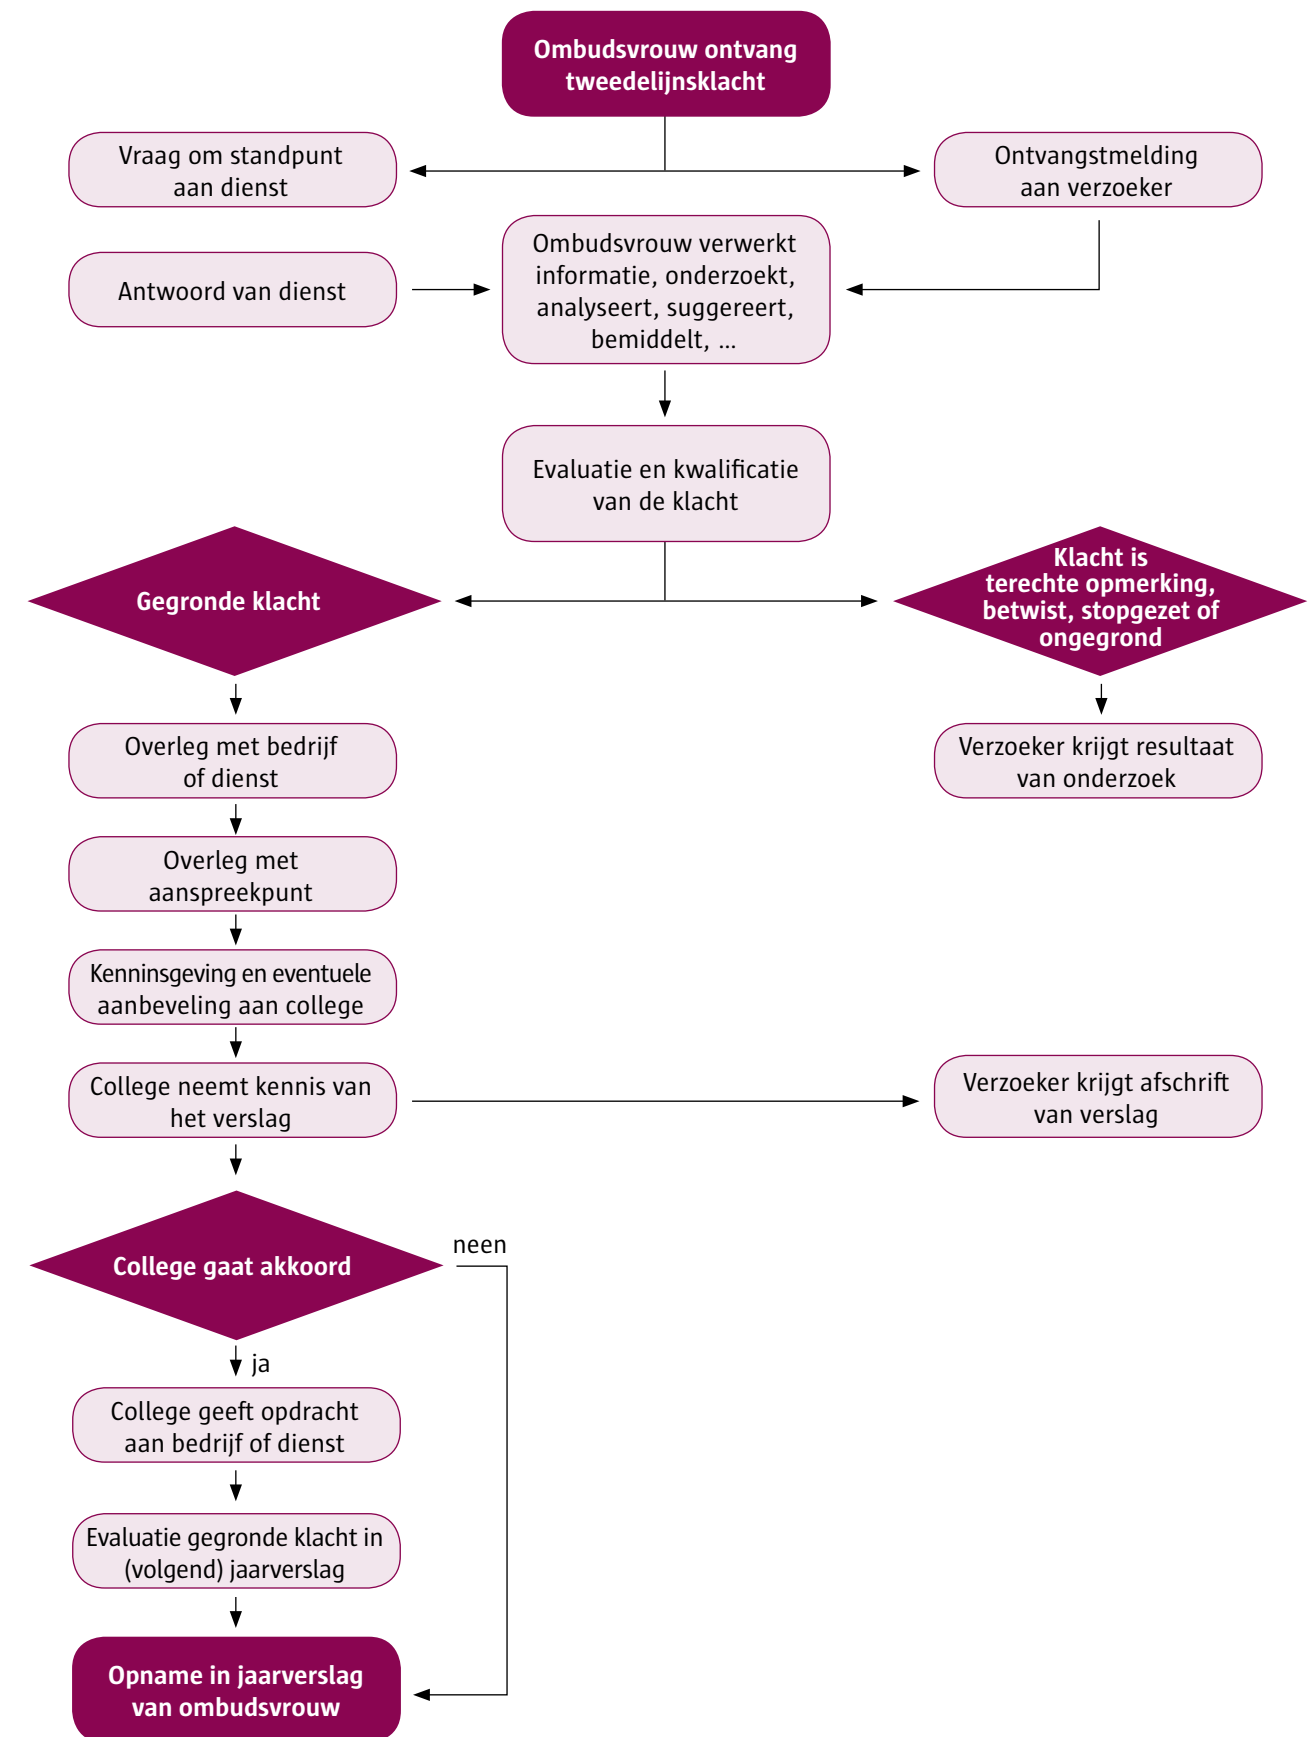 Ombudsvrouw ontvang
tweedelijnsklacht
Vraag om standpunt
aan dienst
Ontvangstmelding
aan verzoeker
Antwoord van dienst
Ombudsvrouw verwerkt
informatie, onderzoekt,
analyseert, suggereert,
bemiddelt, ...
Evaluatie en kwalificatie
van de klacht
Gegronde klacht
Klacht is
terechte opmerking,
betwist, stopgezet of
ongegrond
Overleg met bedrijf
of dienst
Verzoeker krijgt resultaat
van onderzoek
Overleg met
aanspreekpunt
Kenninsgeving en eventuele
aanbeveling aan college
College neemt kennis van
het verslag
Verzoeker krijgt afschrift
van verslag
College gaat akkoord
neen
ja
College geeft opdracht
aan bedrijf of dienst
Evaluatie gegronde klacht in
(volgend) jaarverslag
Opname in jaarverslag
van ombudsvrouw